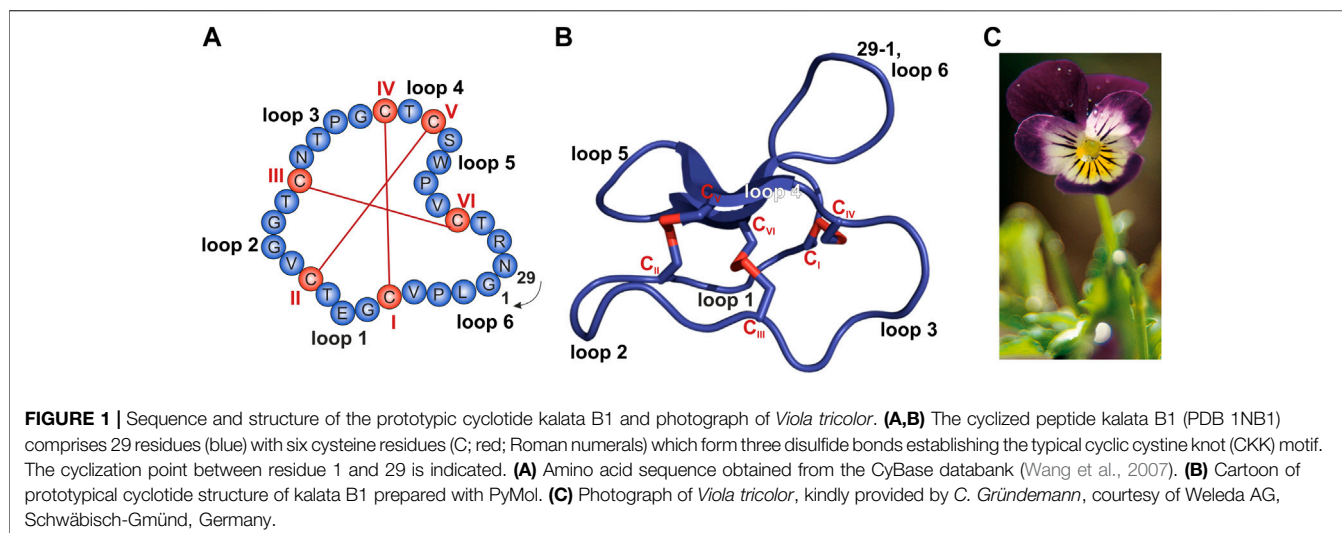 A
B
C
IV
loop 4
V
loop 3
C
T
C
G
P
T
N
S
W
loop 5
P
V
III
C
VI
C
T
R
N
29
T
G
G
loop 2
V
C
II
T
E
G
C
V
P
L
G
1
loop 1
I
loop 6
29-1,
loop 6
loop 5
C V
loop 4
C IV
C VI
C II
C I
loop 1
loop 2
C III
loop 3
FIGURE 1 | Sequence and structure of the prototypic cyclotide kalata B1 and photograph of Viola tricolor. (A,B) The cyclized peptide kalata B1 (PDB 1NB1)
comprises 29 residues (blue) with six cysteine residues (C; red; Roman numerals) which form three disulfide bonds establishing the typical cyclic cystine knot (CKK) motif.
The cyclization point between residue 1 and 29 is indicated. (A) Amino acid sequence obtained from the CyBase databank (Wang et al., 2007). (B) Cartoon of
prototypical cyclotide structure of kalata B1 prepared with PyMol. (C) Photograph of Viola tricolor, kindly provided by C. Gründemann, courtesy of Weleda AG,
Schwäbisch-Gmünd, Germany.